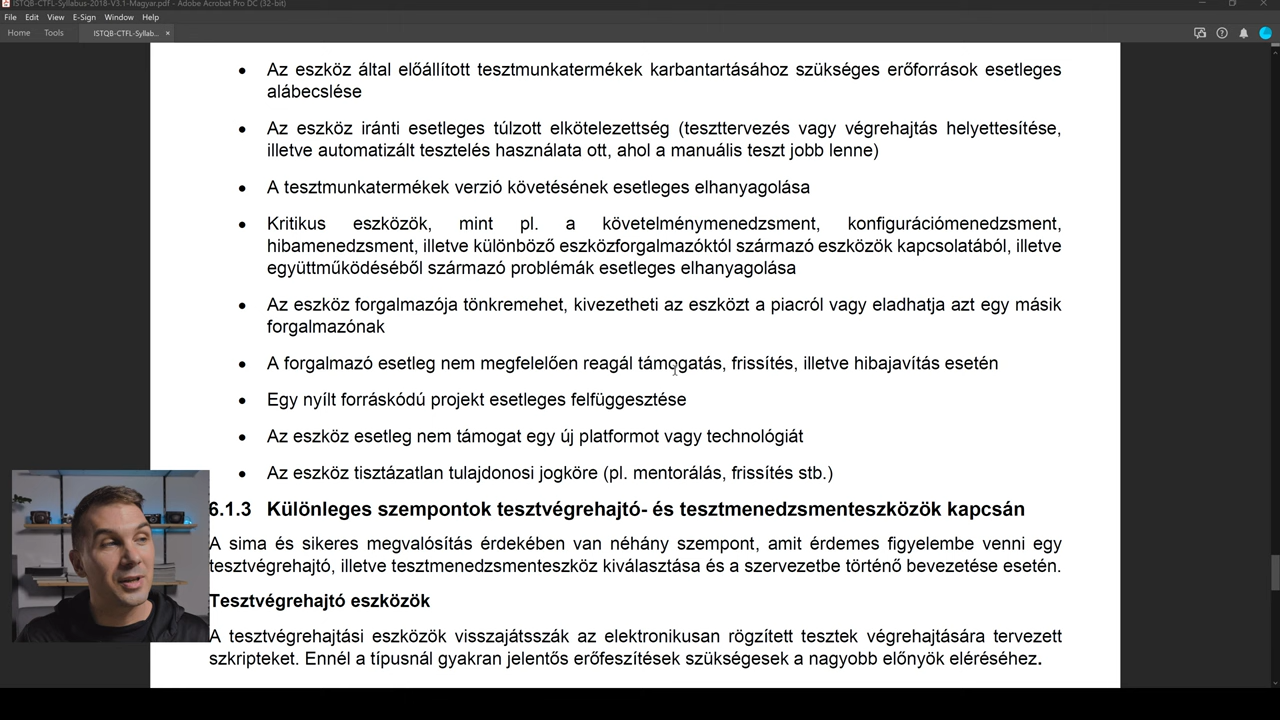 ISTQB-CTFL-Syllabus-2018-V3.1-Magyar.pdf - Adobe Acrobat Pro DC (32-bit)
File Edit View E-Sign Window Help
Home Tools ISTQB-CTFL-Syllab... ×
• Az eszköz által előállított tesztmunkatermékek karbantartásához szükséges erőforrások esetleges
alábecslése
• Az eszköz iránti esetleges túlzott elkötelezettség (teszttervezés vagy végrehajtás helyettesítése,
illetve automatizált tesztelés használata ott, ahol a manuális teszt jobb lenne)
• A tesztmunkatermékek verzió követésének esetleges elhanyagolása
• Kritikus eszközök, mint pl. a követelménymenedzsment, konfigurációmenedzsment,
hibamenedzsment, illetve különböző eszközforgalmazóktól származó eszközök kapcsolatából, illetve
együttműködéséből származó problémák esetleges elhanyagolása
• Az eszköz forgalmazója tönkremehet, kivezetheti az eszközt a piacról vagy eladhatja azt egy másik
forgalmazónak
• A forgalmazó esetleg nem megfelelően reagál támogatás, frissítés, illetve hibajavítás esetén
• Egy nyílt forráskódú projekt esetleges felfüggesztése
• Az eszköz esetleg nem támogat egy új platformot vagy technológiát
• Az eszköz tisztázatlan tulajdonosi jogköre (pl. mentorálás, frissítés stb.)
6.1.3 Különleges szempontok tesztvégrehajtó- és tesztmenedzsmenteszközök kapcsán
A sima és sikeres megvalósítás érdekében van néhány szempont, amit érdemes figyelembe venni egy
tesztvégrehajtó, illetve tesztmenedzsmenteszköz kiválasztása és a szervezetbe történő bevezetése esetén.
Tesztvégrehajtó eszközök
A tesztvégrehajtási eszközök visszajátsszák az elektronikusan rögzített tesztek végrehajtására tervezett
szkripteket. Ennél a típusnál gyakran jelentős erőfeszítések szükségesek a nagyobb előnyök eléréséhez.